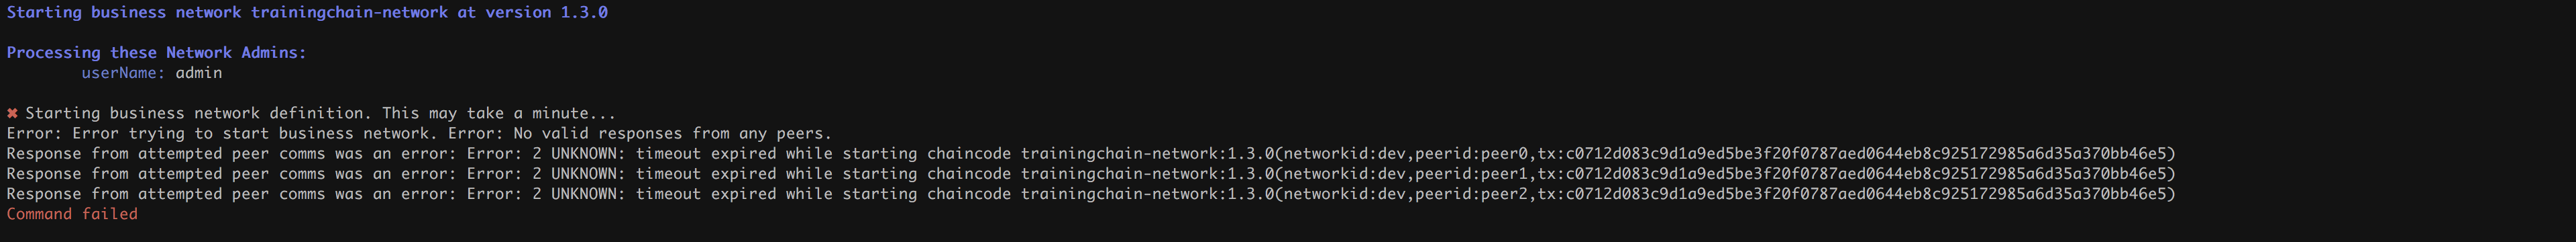 Starting business network trainingchain-network at version 1.3.0
Processing these Network Admins:
userName: admin
✖ Starting business network definition. This may take a minute...
Error: Error trying to start business network. Error: No valid responses from any peers.
Response from attempted peer comms was an error: Error: 2 UNKNOWN: timeout expired while starting chaincode trainingchain-network:1.3.0(networkid:dev,peerid:peer0,tx:c0712d083c9d1a9ed5be3f20f0787aed0644eb8c925172985a6d35a370bb46e5)
Response from attempted peer comms was an error: Error: 2 UNKNOWN: timeout expired while starting chaincode trainingchain-network:1.3.0(networkid:dev,peerid:peer1,tx:c0712d083c9d1a9ed5be3f20f0787aed0644eb8c925172985a6d35a370bb46e5)
Response from attempted peer comms was an error: Error: 2 UNKNOWN: timeout expired while starting chaincode trainingchain-network:1.3.0(networkid:dev,peerid:peer2,tx:c0712d083c9d1a9ed5be3f20f0787aed0644eb8c925172985a6d35a370bb46e5)
Command failed